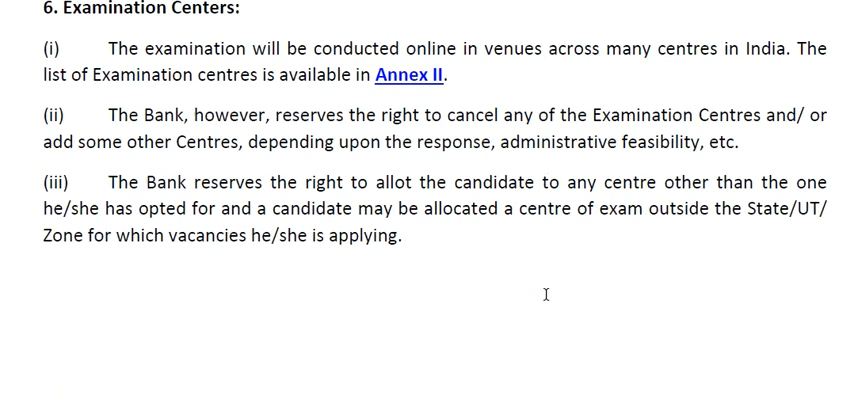 6. Examination Centers:
(i) The examination will be conducted online in venues across many centres in India. The
list of Examination centres is available in Annex II.
(ii) The Bank, however, reserves the right to cancel any of the Examination Centres and/ or
add some other Centres, depending upon the response, administrative feasibility, etc.
(iii) The Bank reserves the right to allot the candidate to any centre other than the one
he/she has opted for and a candidate may be allocated a centre of exam outside the State/UT/
Zone for which vacancies he/she is applying.